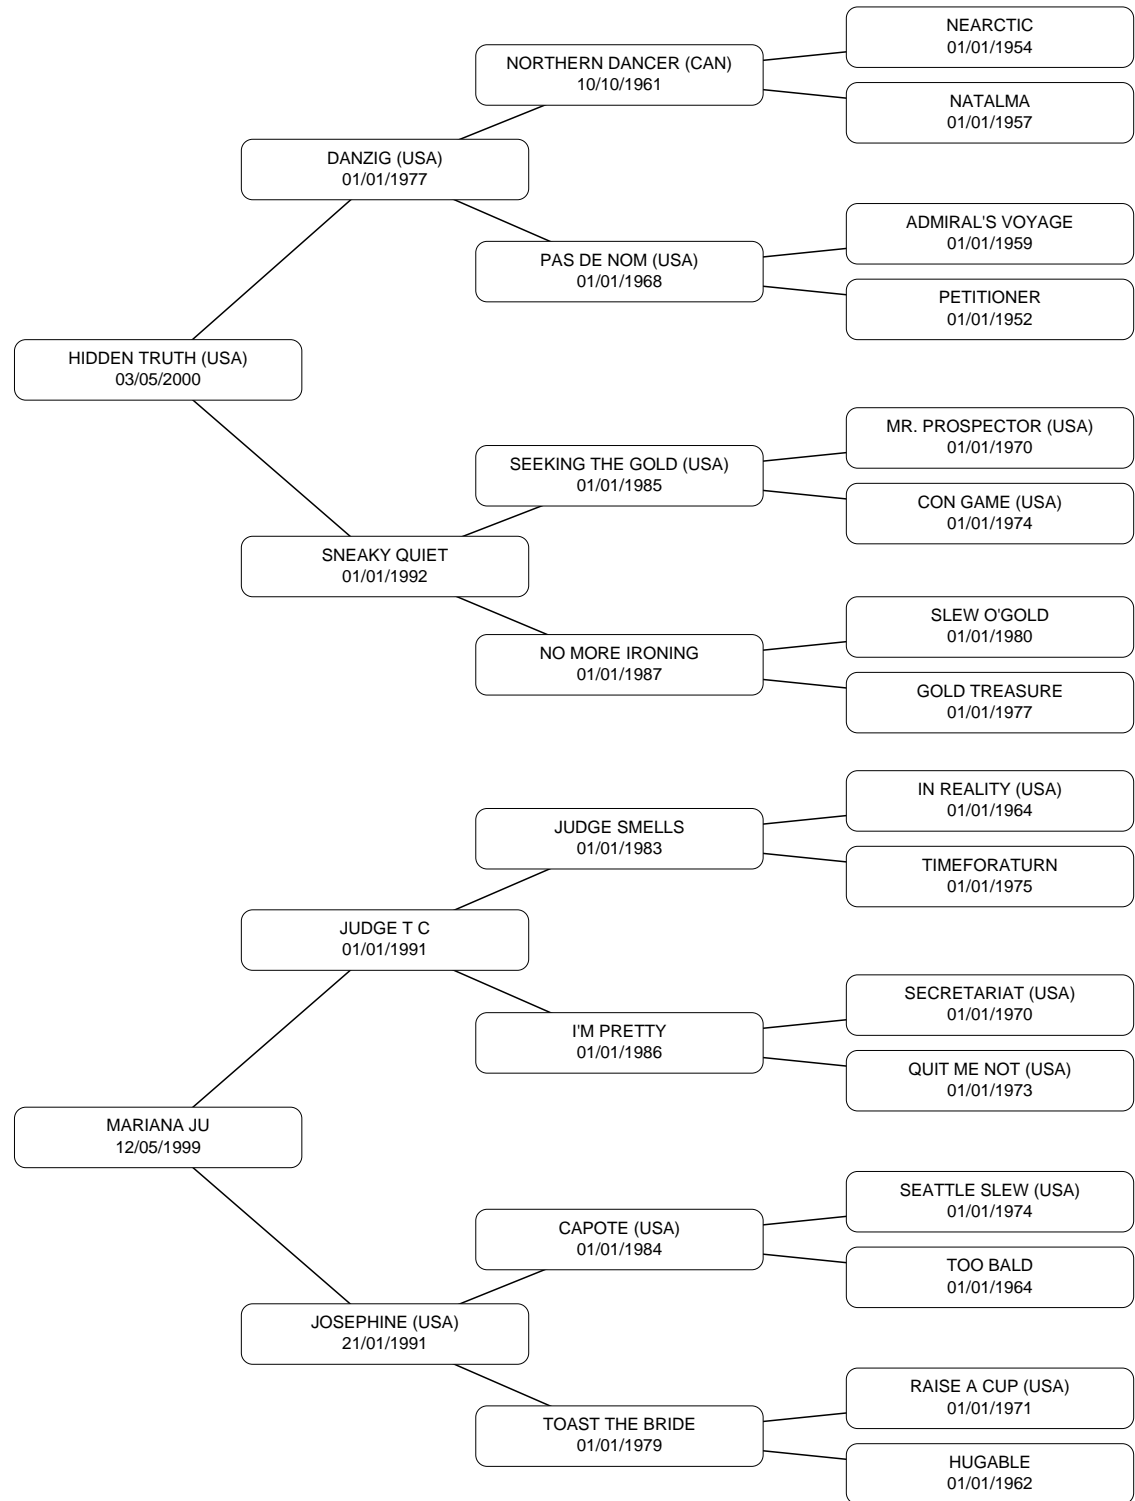 NEARCTIC
01/01/1954
NORTHERN DANCER (CAN)
10/10/1961
NATALMA
01/01/1957
DANZIG (USA)
01/01/1977
ADMIRAL'S VOYAGE
01/01/1959
PAS DE NOM (USA)
01/01/1968
PETITIONER
01/01/1952
HIDDEN TRUTH (USA)
03/05/2000
MR. PROSPECTOR (USA)
01/01/1970
SEEKING THE GOLD (USA)
01/01/1985
CON GAME (USA)
01/01/1974
SNEAKY QUIET
01/01/1992
SLEW O'GOLD
01/01/1980
NO MORE IRONING
01/01/1987
GOLD TREASURE
01/01/1977
IN REALITY (USA)
01/01/1964
JUDGE SMELLS
01/01/1983
TIMEFORATURN
01/01/1975
JUDGE T C
01/01/1991
SECRETARIAT (USA)
01/01/1970
I'M PRETTY
01/01/1986
QUIT ME NOT (USA)
01/01/1973
MARIANA JU
12/05/1999
SEATTLE SLEW (USA)
01/01/1974
CAPOTE (USA)
01/01/1984
TOO BALD
01/01/1964
JOSEPHINE (USA)
21/01/1991
RAISE A CUP (USA)
01/01/1971
TOAST THE BRIDE
01/01/1979
HUGABLE
01/01/1962